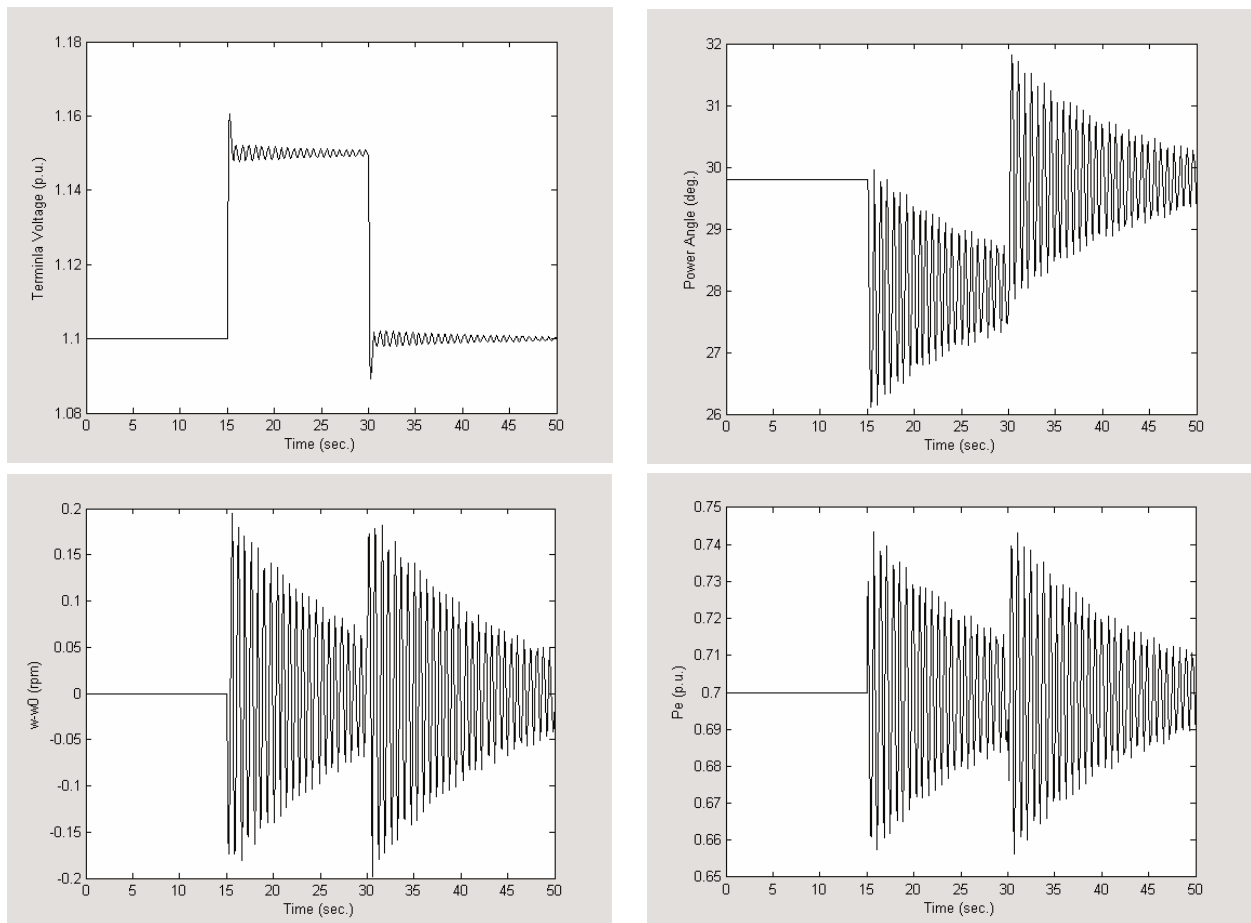 1.18
1.16
1.14
1.12
1.1
1.08
Terminla Voltage (p.u.)
0 5 10 15 20 25 30 35 40 45 50
Time (sec.)
32
31
30
29
28
27
26
Power Angle (deg.)
0 5 10 15 20 25 30 35 40 45 50
Time (sec.)
0.2
0.15
0.1
0.05
0
-0.05
-0.1
-0.15
-0.2
w-w0 (rpm)
0 5 10 15 20 25 30 35 40 45 50
Time (sec.)
0.75
0.74
0.73
0.72
0.71
0.7
0.69
0.68
0.67
0.66
0.65
Pe (p.u.)
0 5 10 15 20 25 30 35 40 45 50
Time (sec.)